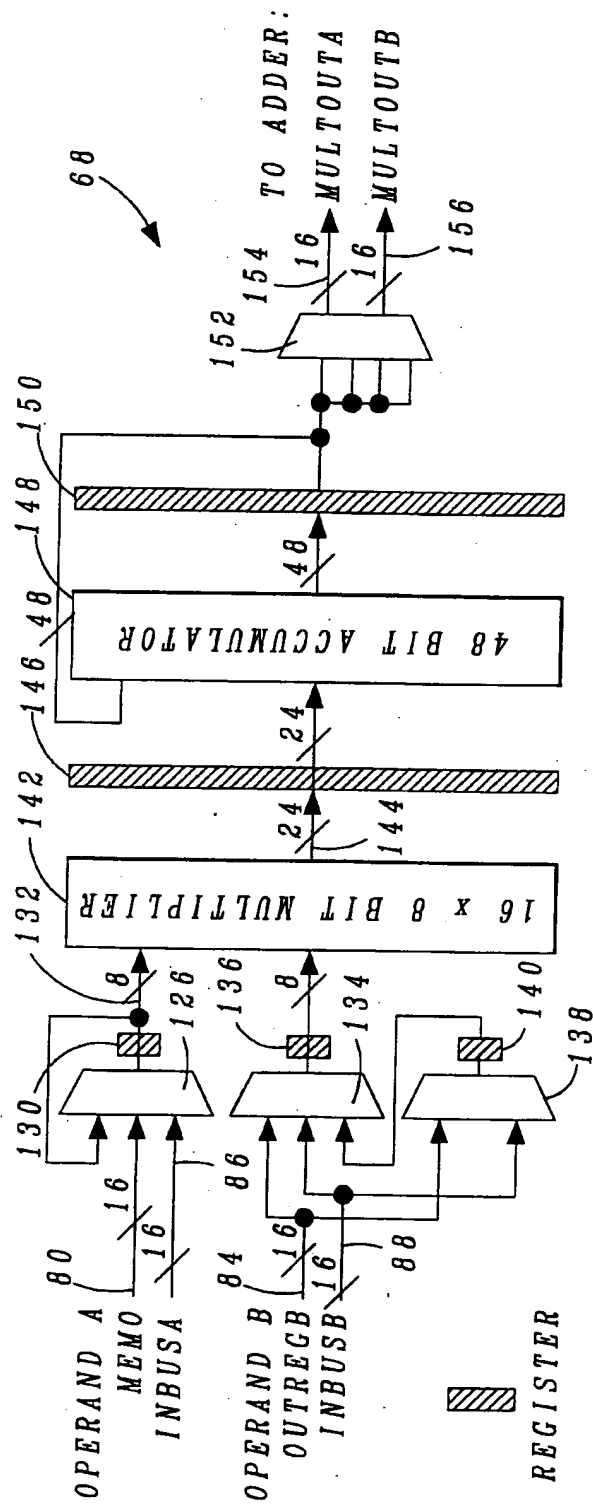 68
OPERAND A
MEMO
INBUSA
80
16
16
86
130
126
132
8
OPERAND B
OUTREGB
INBUSB
84
16
16
88
136
8
134
140
138
142
16 x 8 BIT MULTIPLIER
24
144
146
24
48
148
48 BIT ACCUMULATOR
48
150
152
154
16
16
156
TO ADDER:
MULTOUTA
MULTOUTB
REGISTER